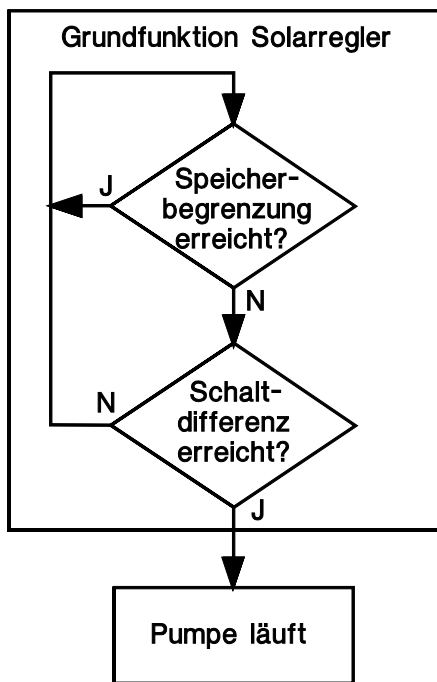 Grundfunktion Solarregler
J
Speicher-
begrenzung
erreicht?
N
N
Schalt-
differenz
erreicht?
J
Pumpe läuft